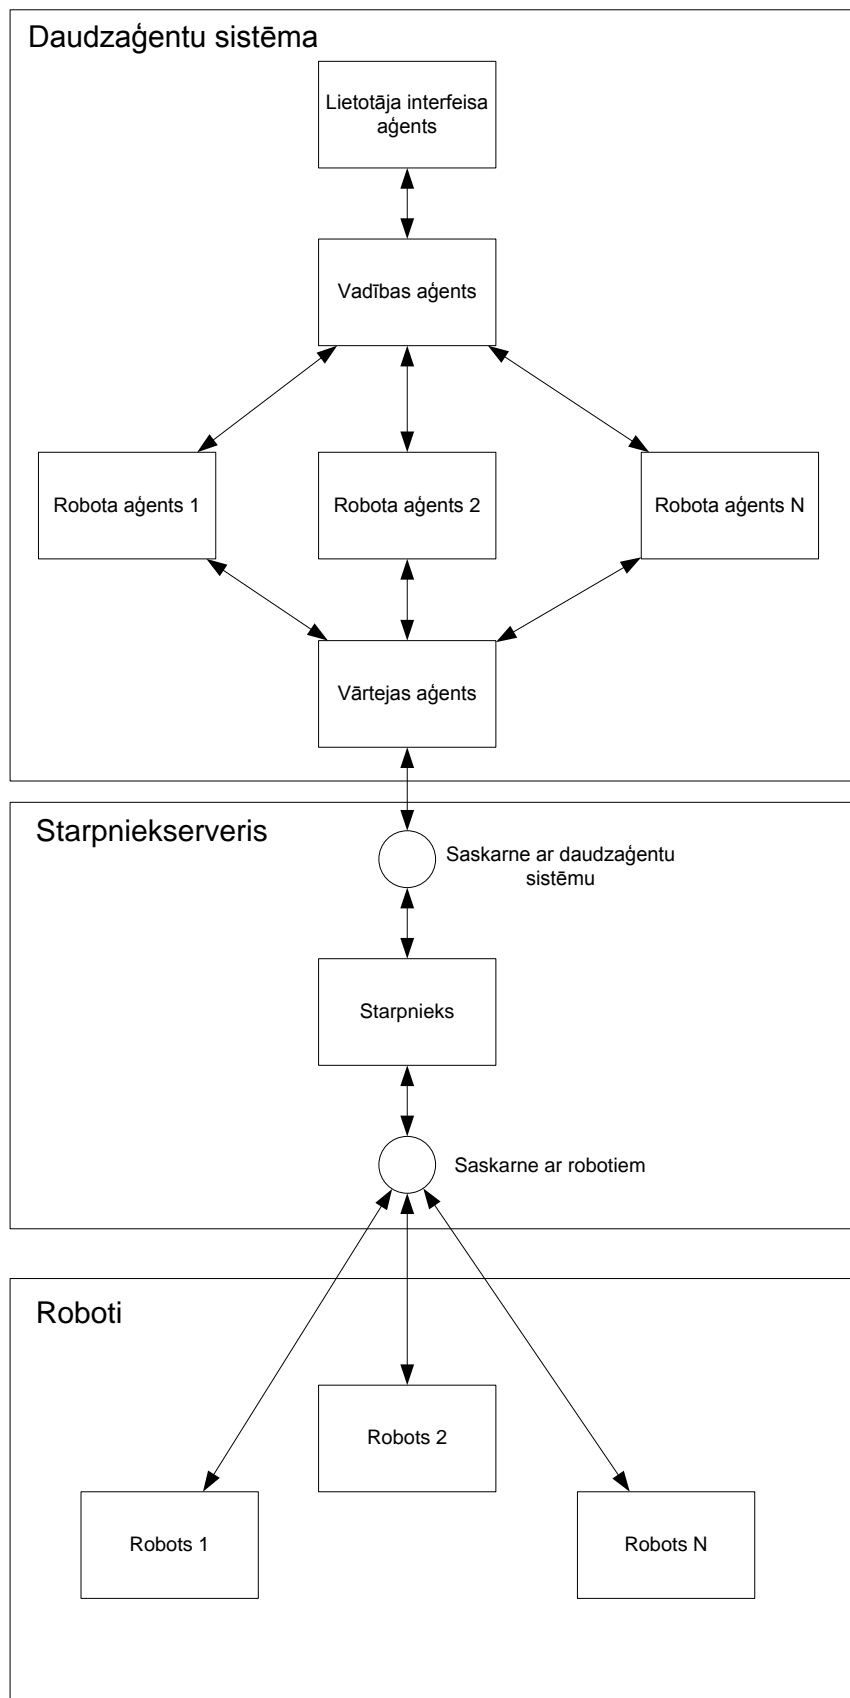 Daudzaģentu sistēma
Lietotāja interfeisa
aģents
Vadības aģents
Robota aģents 1
Robota aģents 2
Robota aģents N
Vārtejas aģents
Starpniekserveris
Saskarne ar daudzaģentu
sistēmu
Starpnieks
Saskarne ar robotiem
Roboti
Robots 2
Robots 1
Robots N